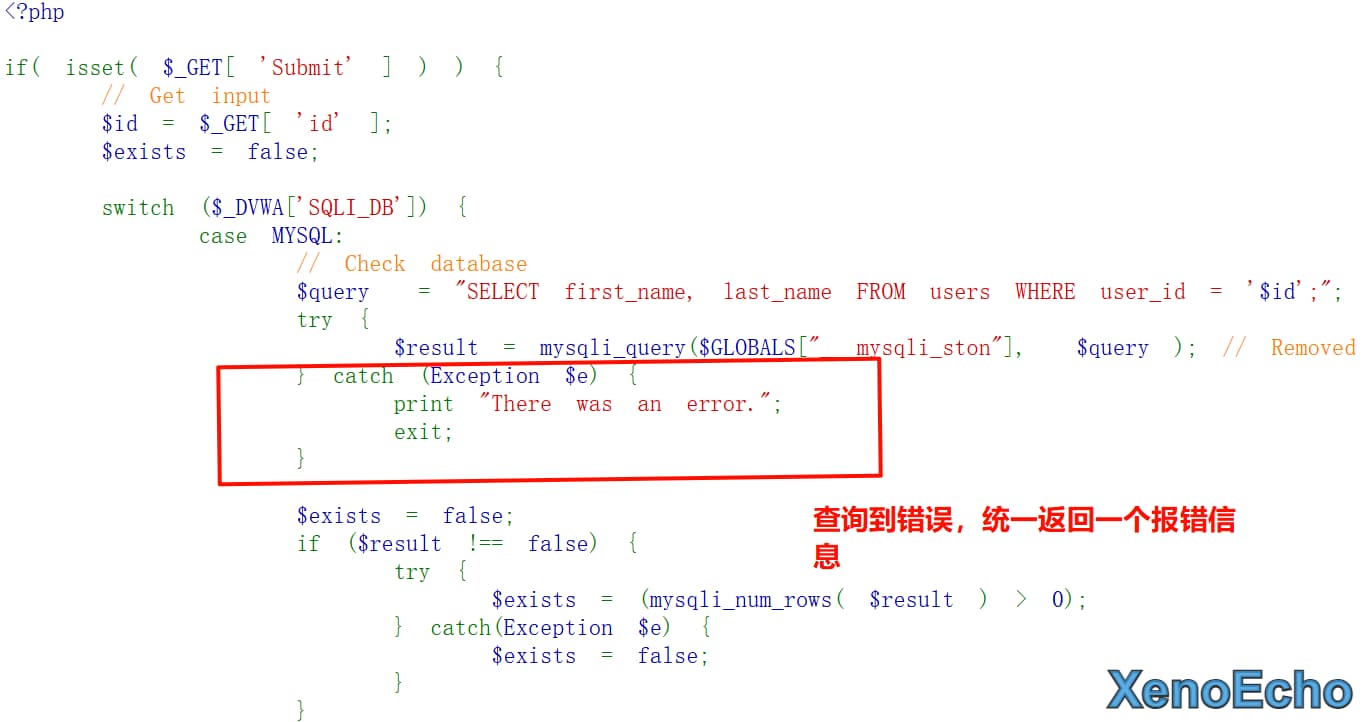 <?php
if( isset( $_GET[ 'Submit' ] ) ) {
// Get input
$id = $_GET[ 'id' ];
$exists = false;
switch ($_DVWA['SQLI_DB']) {
case MYSQL:
// Check database
$query = "SELECT first_name, last_name FROM users WHERE user_id = '$id';";
try {
$result = mysqli_query($GLOBALS["   mysqli_ston"], $query ); // Removed
} catch (Exception $e) {
print "There was an error.";
exit;
}
$exists = false;
if ($result !== false) {
try {
$exists = (mysqli_num_rows( $result ) > 0);
} catch(Exception $e) {
$exists = false;
}
}
查询到错误，统一返回一个报错信
息
XenoEcho